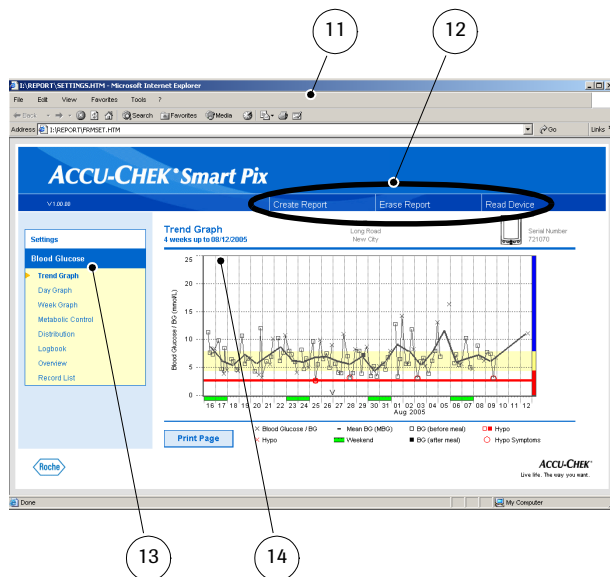 11 12
I:\REPORT\SETTINGS.HTM - Microsoft Internet Explorer
File Edit View Favorites Tools ?
Back Search Favorites Media
Address I:\REPORT\FRMSET.HTM Go Links
ACCU-CHEK Smart Pix
V1.00.00 Create Report Erase Report Read Device
Settings
Blood Glucose
Trend Graph
Day Graph
Week Graph
Metabolic Control
Distribution
Logbook
Overview
Record List
Trend Graph
4 weeks up to 08/12/2005
Long Road
New City
Serial Number
721070
Blood Glucose / BG (mmol/L)
25
20
15
10
5
0
16 17 18 19 20 21 22 23 24 25 26 27 28 29 30 31 01 02 03 04 05 06 07 08 09 10 11 12
Aug 2005
Print Page
Blood Glucose / BG Mean BG (MBG) BG (before meal) Hypo
Hypo Weekend BG (after meal) Hypo Symptoms
Roche
ACCU-CHEK®
Live life. The way you want.
Done My Computer
13 14